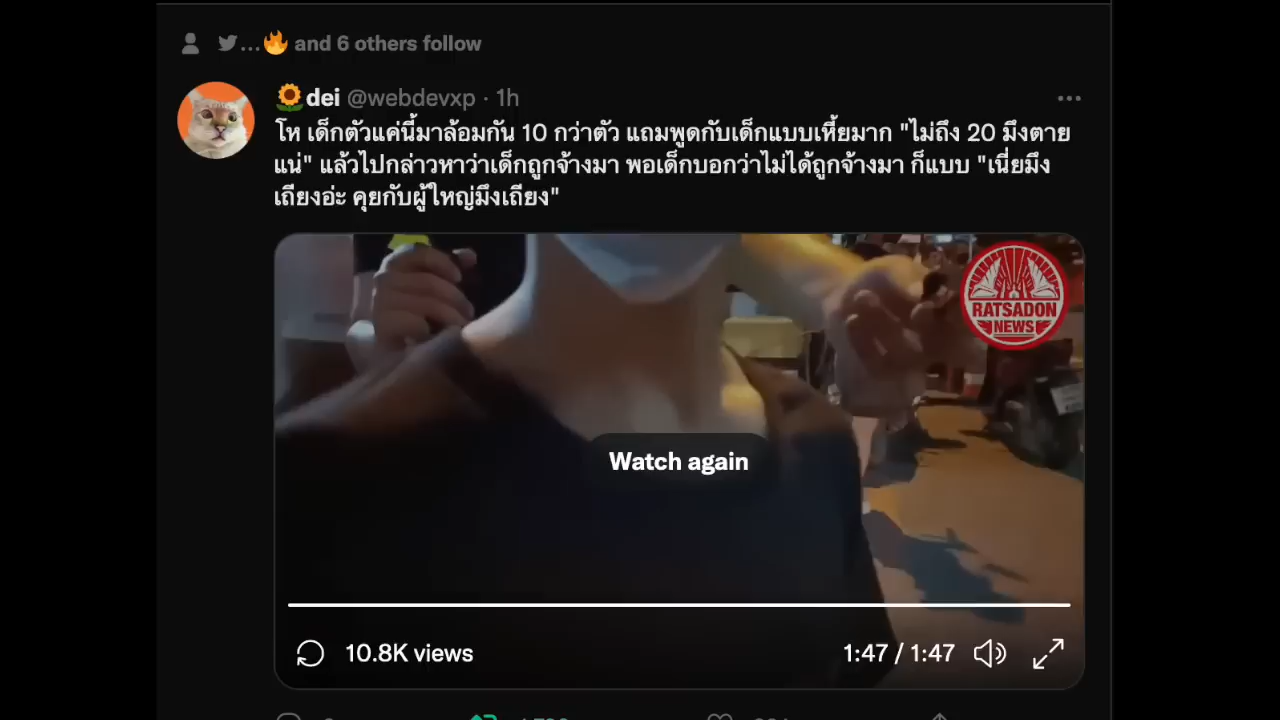 ... and 6 others follow
dei @webdevxp · 1h
โห เด็กตัวแค่นี้มาล้อมกัน 10 กว่าตัว แถมพูดกับเด็กแบบเหี้ยมาก "ไม่ถึง 20 มึงตาย
แน่" แล้วไปกล่าวหาว่าเด็กถูกจ้างมา พอเด็กบอกว่าไม่ได้ถูกจ้างมา ก็แบบ "เนี่ยมึง
เถียงอ่ะ คุยกับผู้ใหญ่มึงเถียง"
RATSADON
NEWS
Watch again
10.8K views 1:47 / 1:47